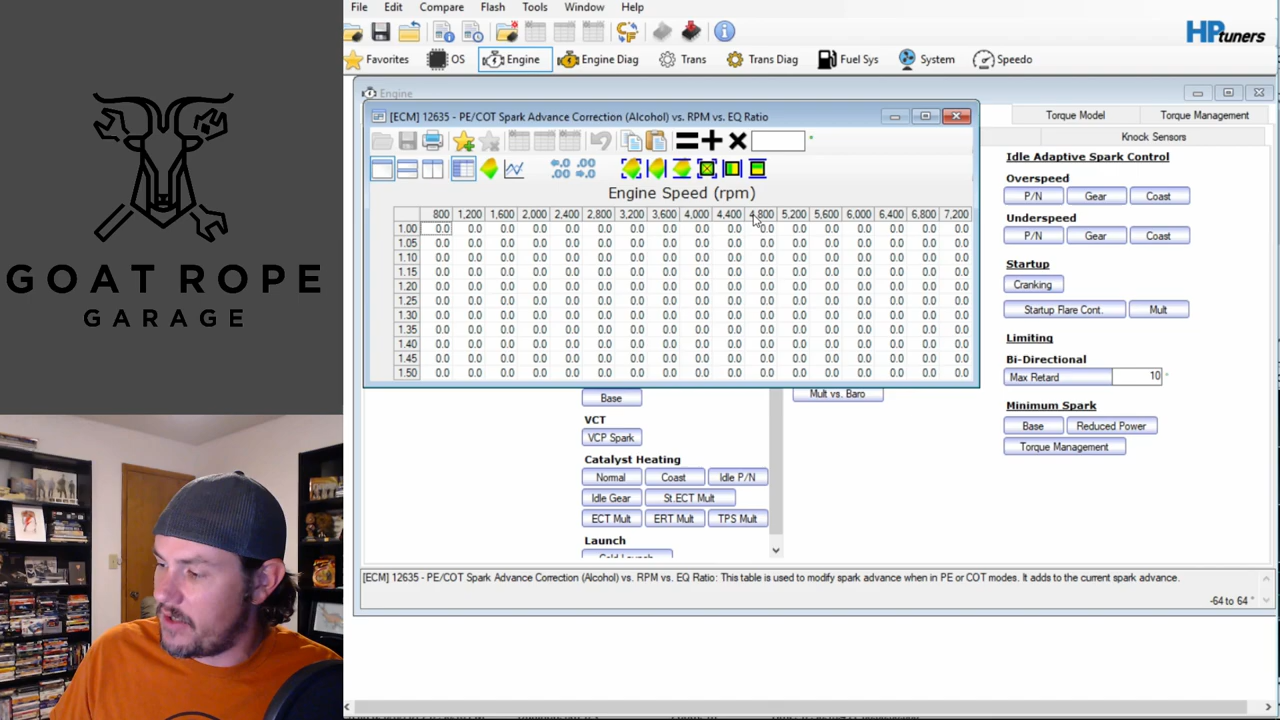 File Edit Compare Flash Tools Window Help
HPtuners
Favorites OS Engine Engine Diag Trans Trans Diag Fuel Sys System Speedo
Engine
[ECM] 12635 - PE/COT Spark Advance Correction (Alcohol) vs. RPM vs. EQ Ratio
Engine Speed (rpm)
800 1,200 1,600 2,000 2,400 2,800 3,200 3,600 4,000 4,400 4,800 5,200 5,600 6,000 6,400 6,800 7,200
1.00 0.0 0.0 0.0 0.0 0.0 0.0 0.0 0.0 0.0 0.0 0.0 0.0 0.0 0.0 0.0 0.0 0.0
1.05 0.0 0.0 0.0 0.0 0.0 0.0 0.0 0.0 0.0 0.0 0.0 0.0 0.0 0.0 0.0 0.0 0.0
1.10 0.0 0.0 0.0 0.0 0.0 0.0 0.0 0.0 0.0 0.0 0.0 0.0 0.0 0.0 0.0 0.0 0.0
1.15 0.0 0.0 0.0 0.0 0.0 0.0 0.0 0.0 0.0 0.0 0.0 0.0 0.0 0.0 0.0 0.0 0.0
1.20 0.0 0.0 0.0 0.0 0.0 0.0 0.0 0.0 0.0 0.0 0.0 0.0 0.0 0.0 0.0 0.0 0.0
1.25 0.0 0.0 0.0 0.0 0.0 0.0 0.0 0.0 0.0 0.0 0.0 0.0 0.0 0.0 0.0 0.0 0.0
1.30 0.0 0.0 0.0 0.0 0.0 0.0 0.0 0.0 0.0 0.0 0.0 0.0 0.0 0.0 0.0 0.0 0.0
1.35 0.0 0.0 0.0 0.0 0.0 0.0 0.0 0.0 0.0 0.0 0.0 0.0 0.0 0.0 0.0 0.0 0.0
1.40 0.0 0.0 0.0 0.0 0.0 0.0 0.0 0.0 0.0 0.0 0.0 0.0 0.0 0.0 0.0 0.0 0.0
1.45 0.0 0.0 0.0 0.0 0.0 0.0 0.0 0.0 0.0 0.0 0.0 0.0 0.0 0.0 0.0 0.0 0.0
1.50 0.0 0.0 0.0 0.0 0.0 0.0 0.0 0.0 0.0 0.0 0.0 0.0 0.0 0.0 0.0 0.0 0.0
Torque Model Torque Management
Knock Sensors
Idle Adaptive Spark Control
Overspeed
P/N Gear Coast
Underspeed
P/N Gear Coast
Startup
Cranking
Startup Flare Cont. Mult
Limiting
Bi-Directional
Max Retard 10 °
Minimum Spark
Base Reduced Power
Torque Management
Base
Mult vs. Baro
VCT
VCP Spark
Catalyst Heating
Normal Coast Idle P/N
Idle Gear St.ECT Mult
ECT Mult ERT Mult TPS Mult
Launch
[ECM] 12635 - PE/COT Spark Advance Correction (Alcohol) vs. RPM vs. EQ Ratio: This table is used to modify spark advance when in PE or COT modes. It adds to the current spark advance.
-64 to 64 °
GOAT ROPE
GARAGE